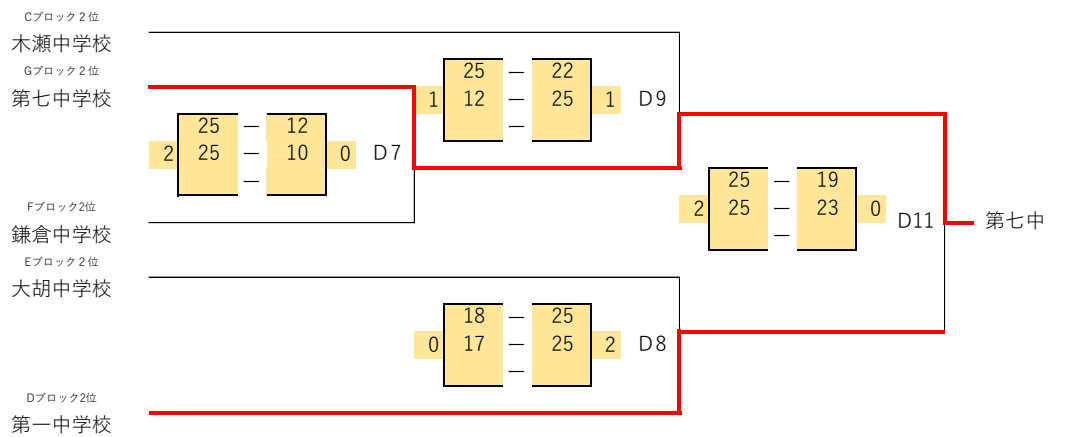 Cブロック２位
木瀬中学校
Gブロック２位
第七中学校
25 — 22
1 12 — 25 1 D9
—
25 — 12
2 25 — 10 0 D7
—
Fブロック2位
鎌倉中学校
25 — 19
2 25 — 23 0 D11 第七中
—
Eブロック２位
大胡中学校
18 — 25
0 17 — 25 2 D8
—
Dブロック2位
第一中学校